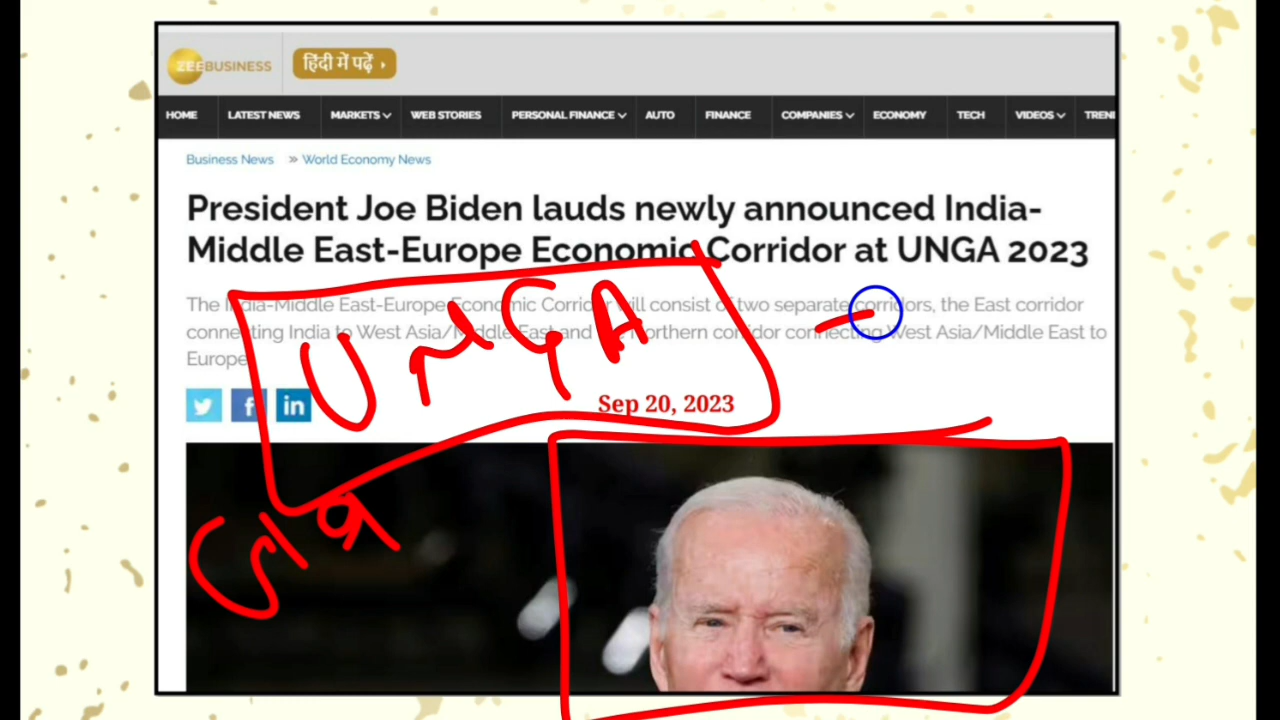 ZEEBUSINESS हिंदी में पढ़ें
HOME LATEST NEWS MARKETS WEB STORIES PERSONAL FINANCE AUTO FINANCE COMPANIES ECONOMY TECH VIDEOS TREN
Business News » World Economy News
President Joe Biden lauds newly announced India-
Middle East-Europe Economic Corridor at UNGA 2023
The India-Middle East-Europe Economic Corridor will consist of two separate corridors, the East corridor
connecting India to West Asia/Middle East and the Northern corridor connecting West Asia/Middle East to
Europe
UNGA
in
Sep 20, 2023